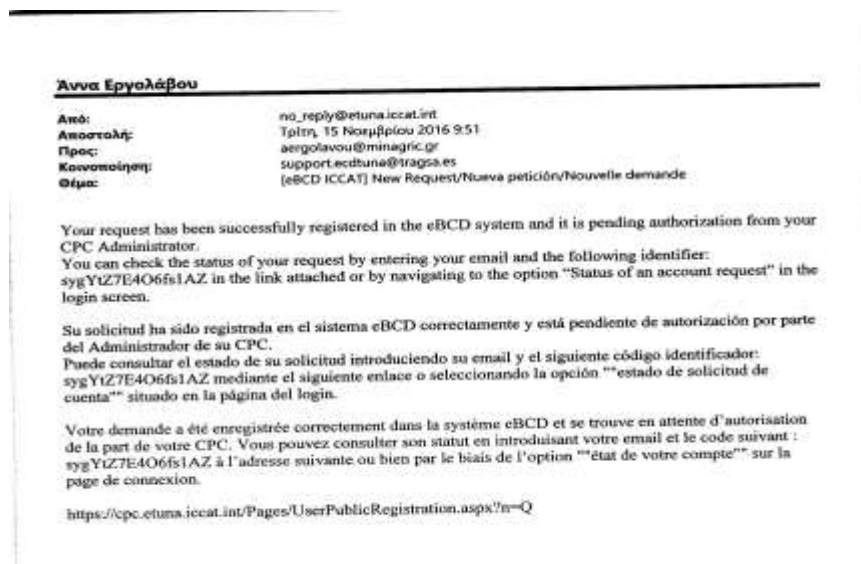 Άννα Εργολάβου
Από: no_reply@etuna.iccat.int
Αποστολή: Τρίτη, 15 Νοεμβρίου 2016 9:51
Προς: aergolavou@minagric.gr
Κοινοποίηση: support.ecdtuna@tragsa.es
Θέμα: [eBCD ICCAT] New Request/Nueva petición/Nouvelle demande
Your request has been successfully registered in the eBCD system and it is pending authorization from your
CPC Administrator.
You can check the status of your request by entering your email and the following identifier:
sygYtZ7E4O6fs1AZ in the link attached or by navigating to the option "Status of an account request" in the
login screen.
Su solicitud ha sido registrada en el sistema eBCD correctamente y está pendiente de autorización por parte
del Administrador de su CPC.
Puede consultar el estado de su solicitud introduciendo su email y el siguiente código identificador:
sygYtZ7E4O6fs1AZ mediante el siguiente enlace o seleccionando la opción ""estado de solicitud de
cuenta"" situado en la página del login.
Votre demande a été enregistrée correctement dans la système eBCD et se trouve en attente d'autorisation
de la part de votre CPC. Vous pouvez consulter son statut en introduisant votre email et le code suivant :
sygYtZ7E4O6fs1AZ à l'adresse suivante ou bien par le biais de l'option ""état de votre compte"" sur la
page de connexion.
https://cpc.etuna.iccat.int/Pages/UserPublicRegistration.aspx?n=Q